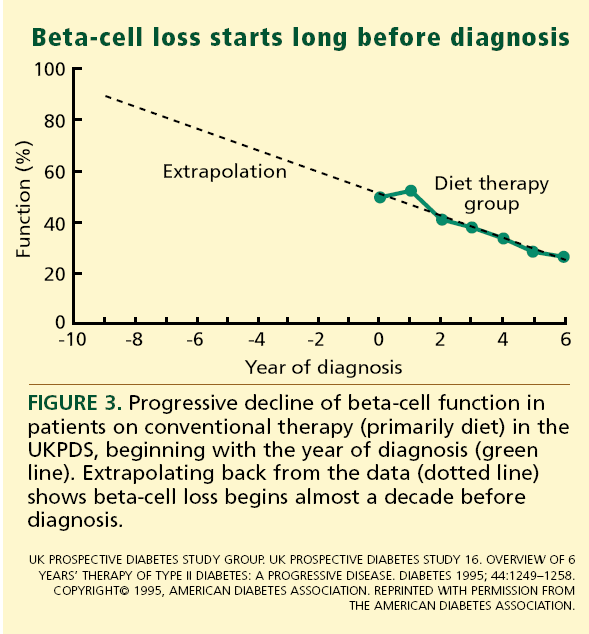 Beta-cell loss starts long before diagnosis
100
80
60
40
20
0
Function (%)
Extrapolation
Diet therapy
group
-10 -8 -6 -4 -2 0 2 4 6
Year of diagnosis
FIGURE 3. Progressive decline of beta-cell function in
patients on conventional therapy (primarily diet) in the
UKPDS, beginning with the year of diagnosis (green
line). Extrapolating back from the data (dotted line)
shows beta-cell loss begins almost a decade before
diagnosis.
UK PROSPECTIVE DIABETES STUDY GROUP. UK PROSPECTIVE DIABETES STUDY 16. OVERVIEW OF 6
YEARS’ THERAPY OF TYPE II DIABETES: A PROGRESSIVE DISEASE. DIABETES 1995; 44:1249–1258.
COPYRIGHT© 1995, AMERICAN DIABETES ASSOCIATION. REPRINTED WITH PERMISSION FROM
THE AMERICAN DIABETES ASSOCIATION.